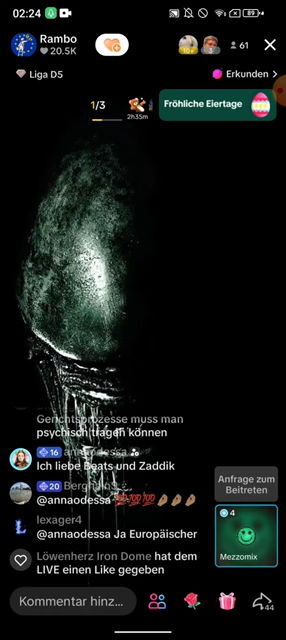 02:24
89
Rambo
20.5K
61
Liga D5
Erkunden
1/3
2h35m
Fröhliche Eiertage
Gerichtsprozesse muss man
psychisch tragen können
16 annaodessa
Ich liebe Beats und Zaddik
20
@annaodessa 💯💯💯
lexager4
@annaodessa Ja Europäischer
Löwenherz Iron Dome hat dem
LIVE einen Like gegeben
Anfrage zum
Beitreten
4
Mezzomix
Kommentar hinz...
44